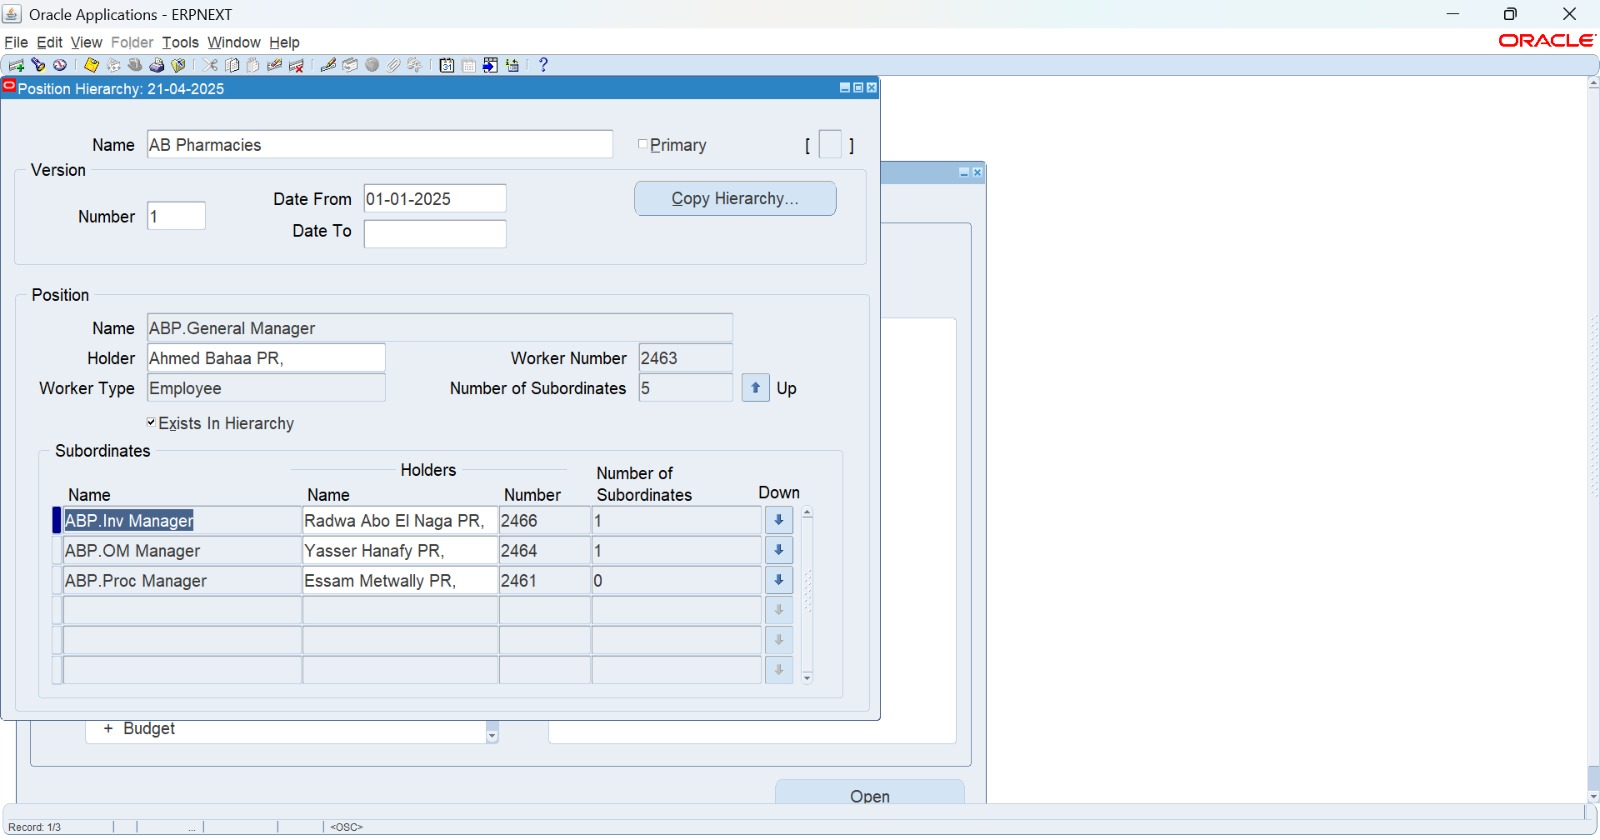 Oracle Applications - ERPNEXT
File Edit View Folder Tools Window Help
ORACLE
Position Hierarchy: 21-04-2025
Name AB Pharmacies Primary [ ]
Version
Number 1
Date From 01-01-2025
Date To
Copy Hierarchy...
Position
Name ABP.General Manager
Holder Ahmed Bahaa PR, Worker Number 2463
Worker Type Employee Number of Subordinates 5 Up
Exists In Hierarchy
Subordinates
Holders
Name Name Number Number of Subordinates Down
ABP.Inv Manager Radwa Abo El Naga PR, 2466 1
ABP.OM Manager Yasser Hanafy PR, 2464 1
ABP.Proc Manager Essam Metwally PR, 2461 0
+ Budget
Open
Record: 1/3 ... <OSC>